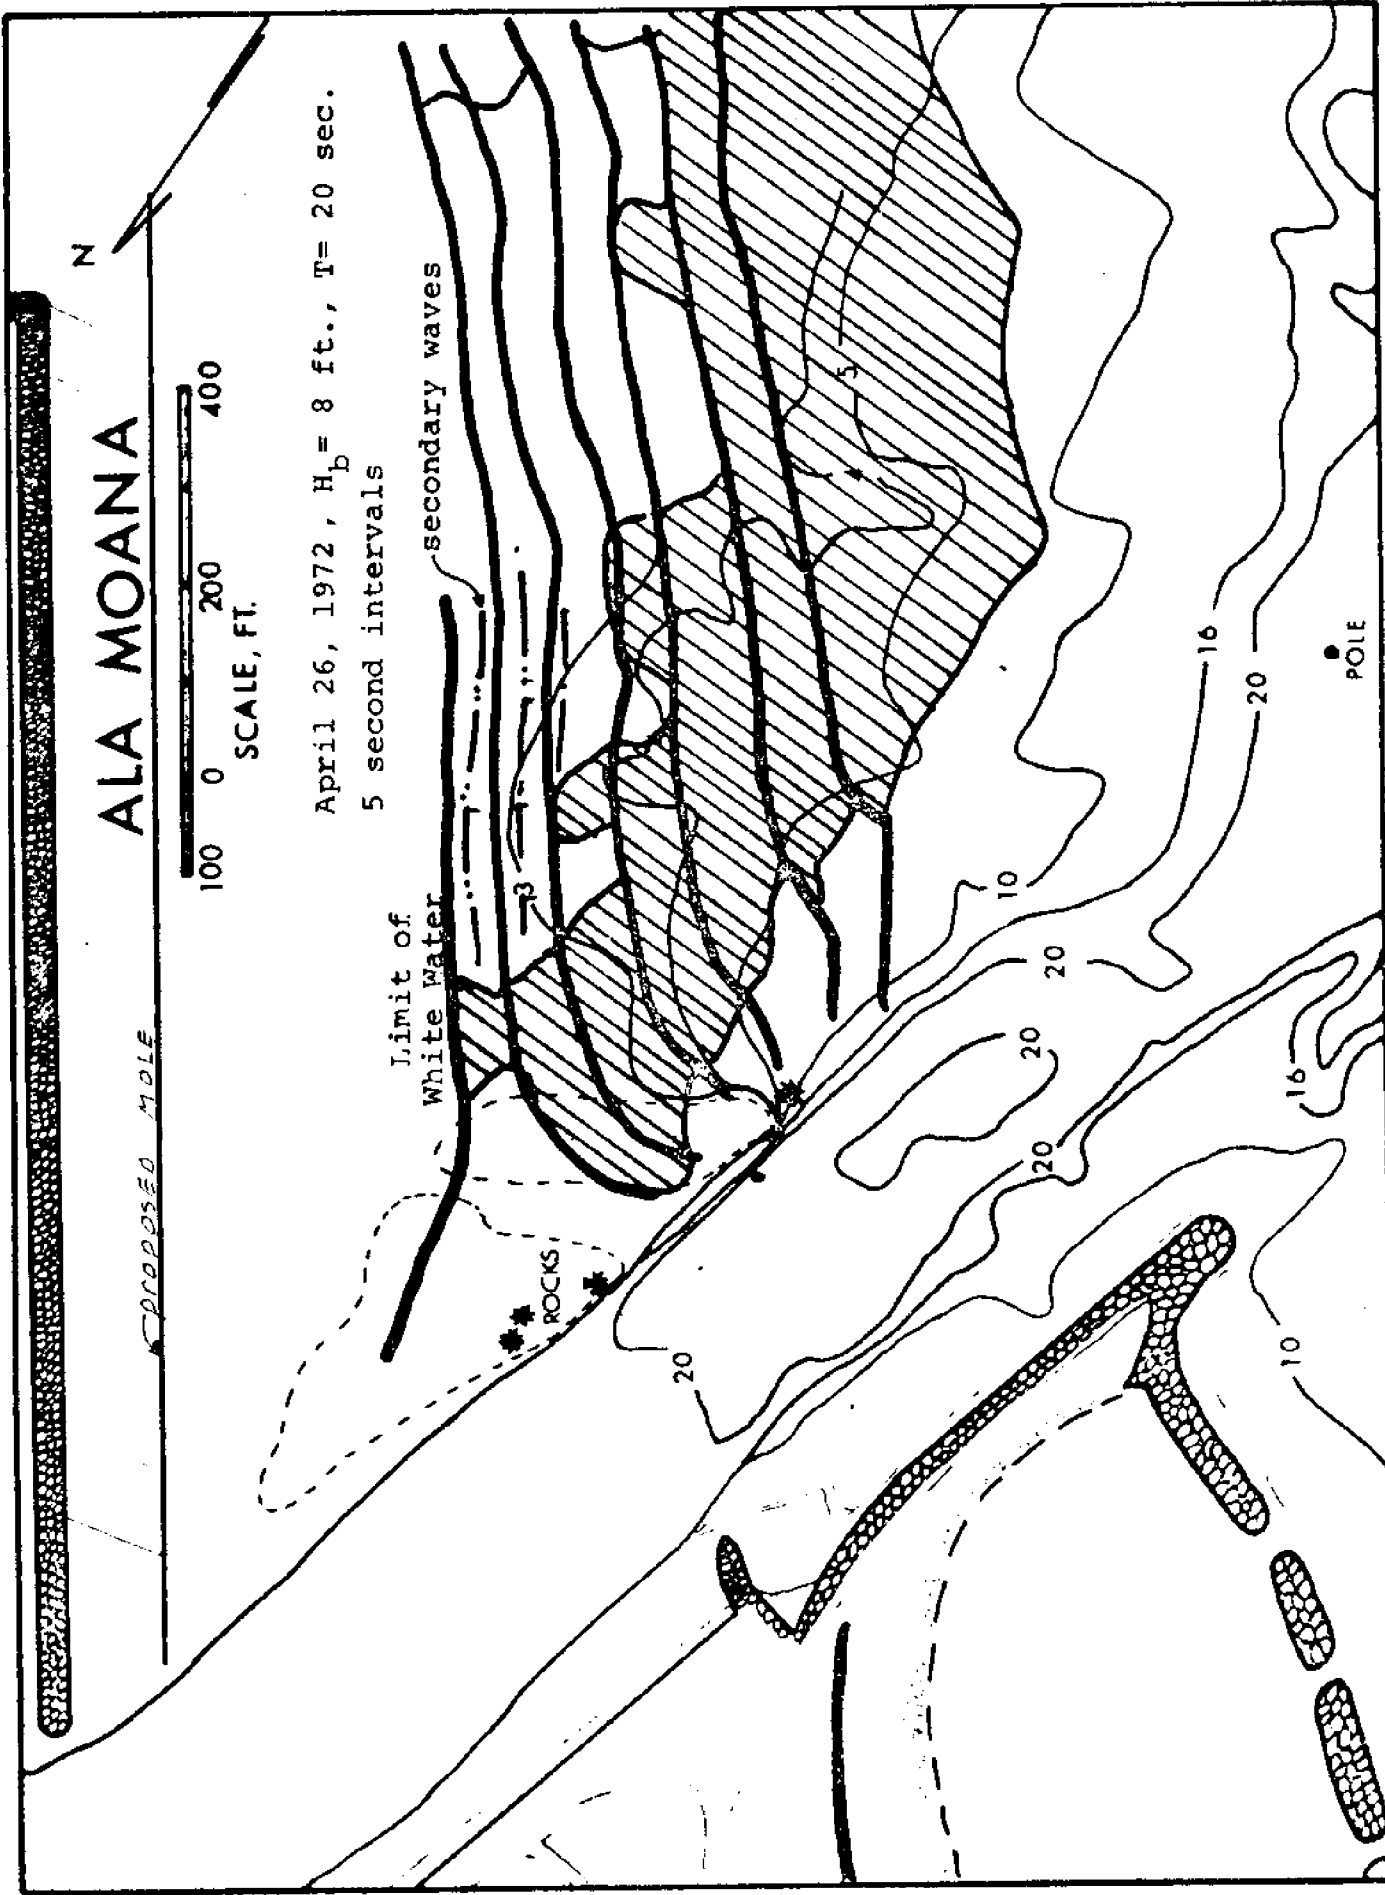 N
ALA MOANA
100 0 200 400
SCALE, FT.
PROPOSED MOLE
April 26, 1972, H_b = 8 ft., T= 20 sec.
5 second intervals
secondary waves
Limit of
White Water
3
5
ROCKS
10
16
20
20
20
20
20
16
10
POLE